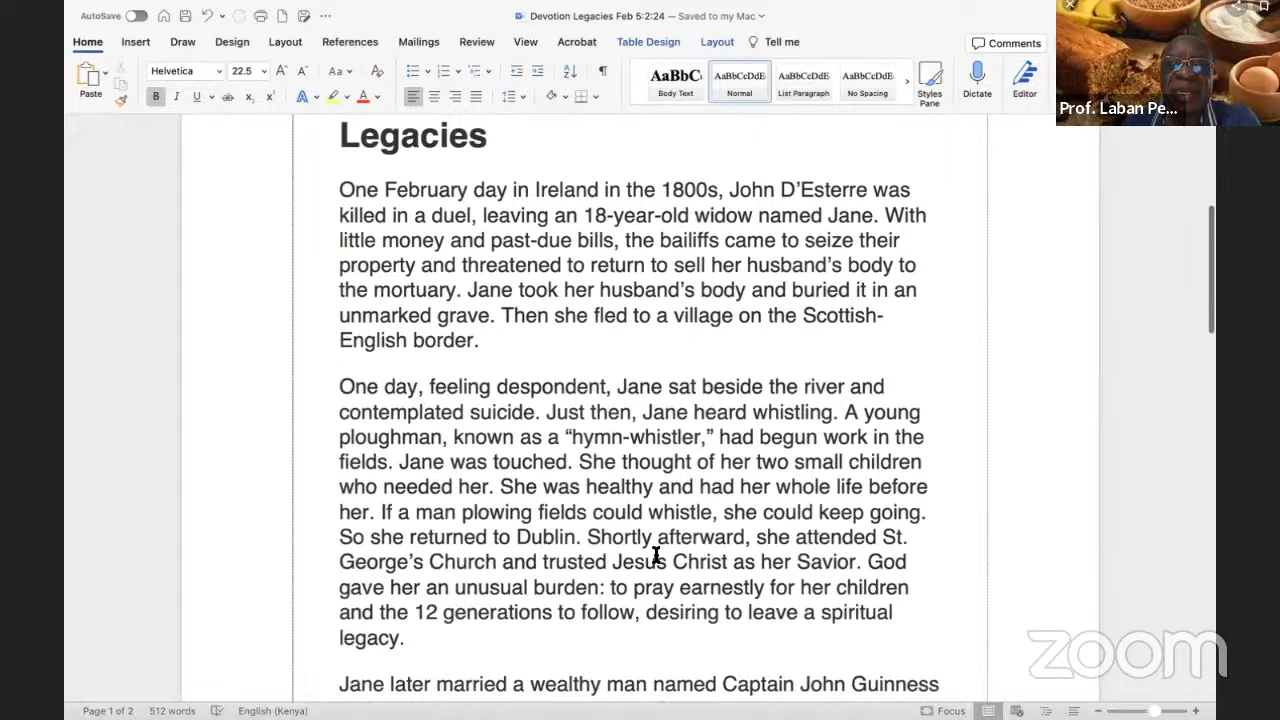 AutoSave
Devotion Legacies Feb 5:2:24 — Saved to my Mac
Home Insert Draw Design Layout References Mailings Review View Acrobat Table Design Layout Tell me
Comments
Paste
Helvetica 22.5
AaBbC AaBbCcDdE AaBbCcDdE AaBbCcDdE
Body Text Normal List Paragraph No Spacing
Styles Pane
Dictate
Editor
Prof. Laban Pe...
Legacies
One February day in Ireland in the 1800s, John D’Esterre was
killed in a duel, leaving an 18-year-old widow named Jane. With
little money and past-due bills, the bailiffs came to seize their
property and threatened to return to sell her husband’s body to
the mortuary. Jane took her husband’s body and buried it in an
unmarked grave. Then she fled to a village on the Scottish-
English border.
One day, feeling despondent, Jane sat beside the river and
contemplated suicide. Just then, Jane heard whistling. A young
ploughman, known as a “hymn-whistler,” had begun work in the
fields. Jane was touched. She thought of her two small children
who needed her. She was healthy and had her whole life before
her. If a man plowing fields could whistle, she could keep going.
So she returned to Dublin. Shortly afterward, she attended St.
George’s Church and trusted Jesus Christ as her Savior. God
gave her an unusual burden: to pray earnestly for her children
and the 12 generations to follow, desiring to leave a spiritual
legacy.
Jane later married a wealthy man named Captain John Guinness
zoom
Page 1 of 2 512 words English (Kenya) Focus